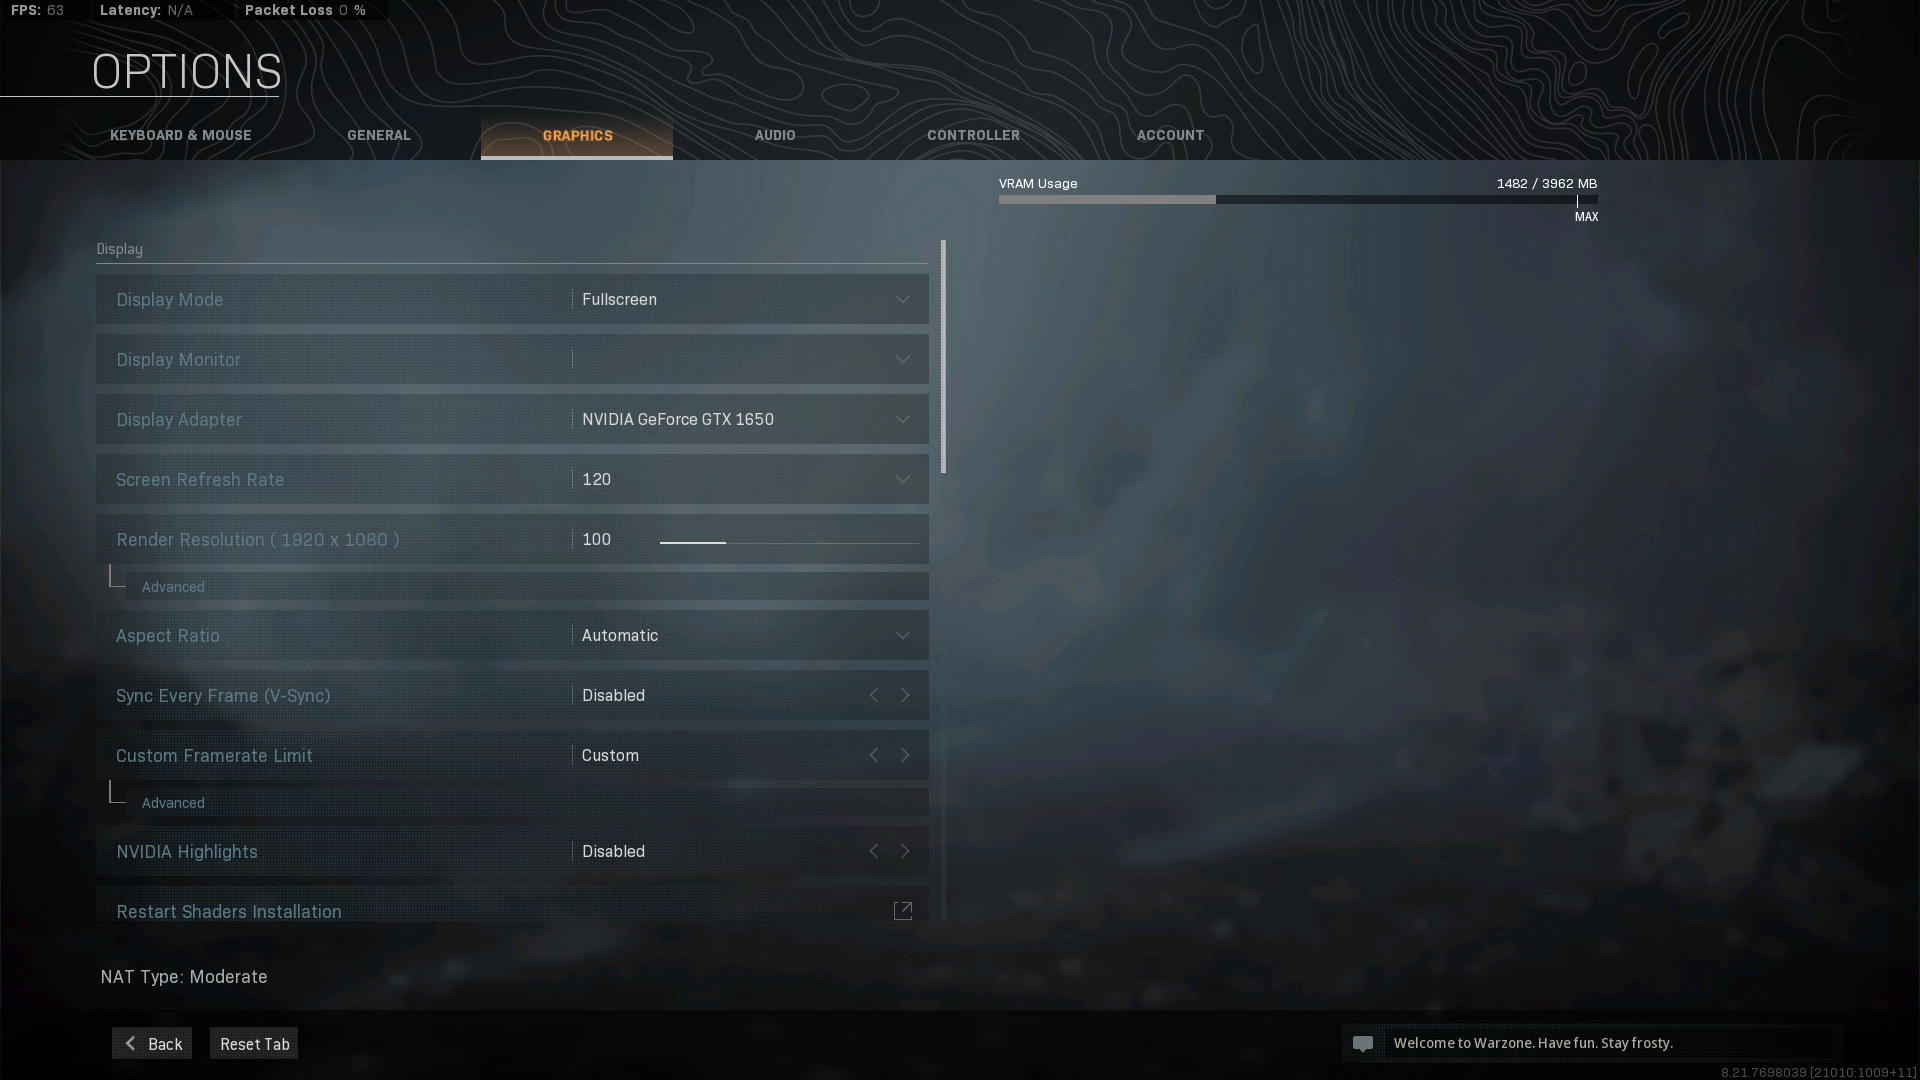 FPS: 63 Latency: N/A Packet Loss 0 %
OPTIONS
KEYBOARD & MOUSE GENERAL GRAPHICS AUDIO CONTROLLER ACCOUNT
VRAM Usage 1482 / 3962 MB
MAX
Display
Display Mode Fullscreen
Display Monitor
Display Adapter NVIDIA GeForce GTX 1650
Screen Refresh Rate 120
Render Resolution ( 1920 x 1080 ) 100
Advanced
Aspect Ratio Automatic
Sync Every Frame (V-Sync) Disabled
Custom Framerate Limit Custom
Advanced
NVIDIA Highlights Disabled
Restart Shaders Installation
NAT Type: Moderate
Back Reset Tab
Welcome to Warzone. Have fun. Stay frosty.
8.21.7698039 [21010:1009+11]